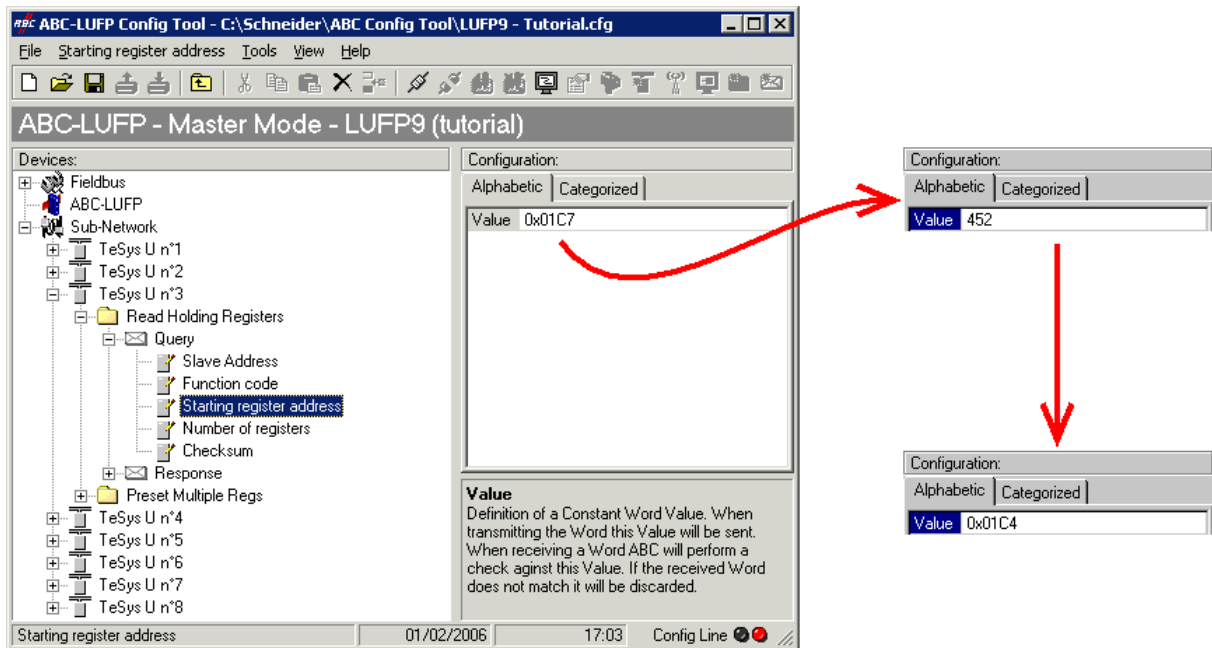 ABC-LUFP Config Tool - C:\Schneider\ABC Config Tool\LUFP9 - Tutorial.cfg
File Starting register address Tools View Help
ABC-LUFP - Master Mode - LUFP9 (tutorial)
Devices:
Fieldbus
ABC-LUFP
Sub-Network
TeSys U n°1
TeSys U n°2
TeSys U n°3
Read Holding Registers
Query
Slave Address
Function code
Starting register address
Number of registers
Checksum
Response
Preset Multiple Regs
TeSys U n°4
TeSys U n°5
TeSys U n°6
TeSys U n°7
TeSys U n°8
Configuration:
Alphabetic Categorized
Value 0x01C7
Value
Definition of a Constant Word Value. When
transmitting the Word this Value will be sent.
When receiving a Word ABC will perform a
check aginst this Value. If the received Word
does not match it will be discarded.
Starting register address 01/02/2006 17:03 Config Line
Configuration:
Alphabetic Categorized
Value 452
Configuration:
Alphabetic Categorized
Value 0x01C4